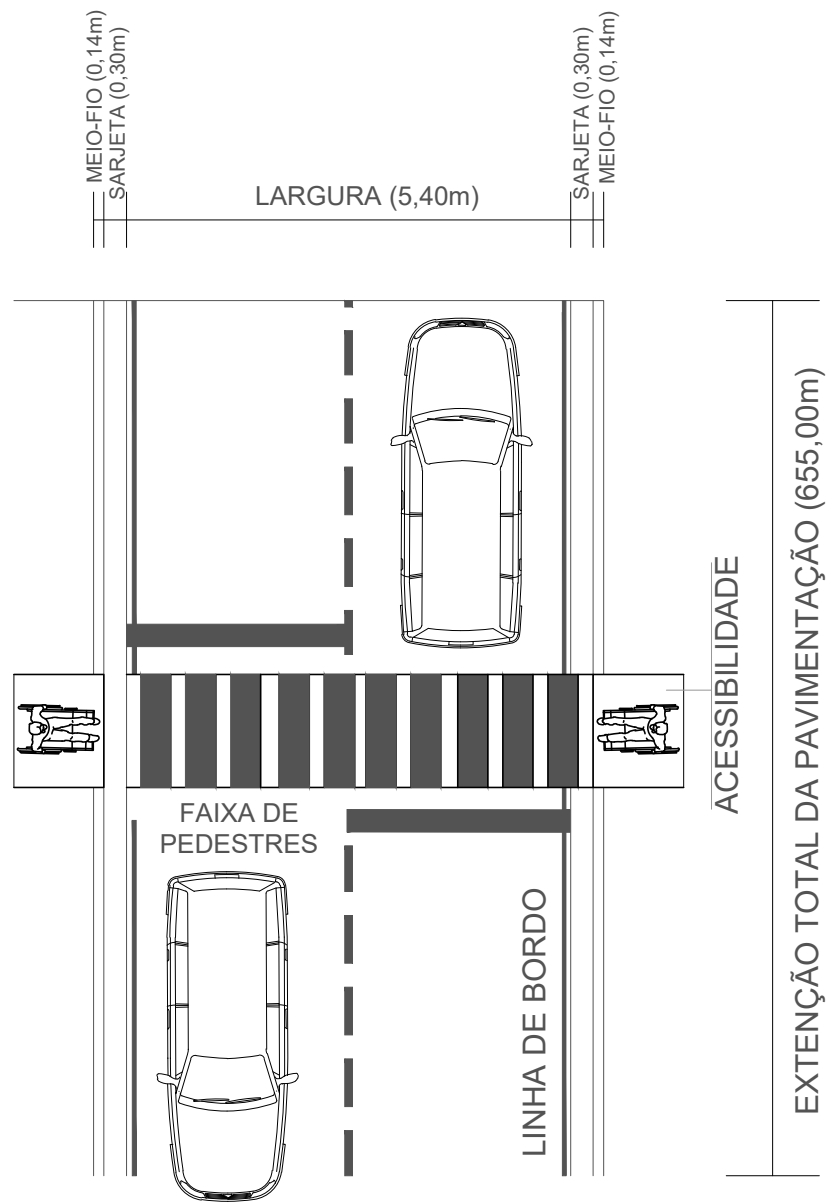 MEIO-FIO (0,14m)
SARJETA (0,30m)
LARGURA (5,40m)
SARJETA (0,30m)
MEIO-FIO (0,14m)
FAIXA DE
PEDESTRES
LINHA DE BORDO
ACESSIBILIDADE
EXTENÇÃO TOTAL DA PAVIMENTAÇÃO (655,00m)